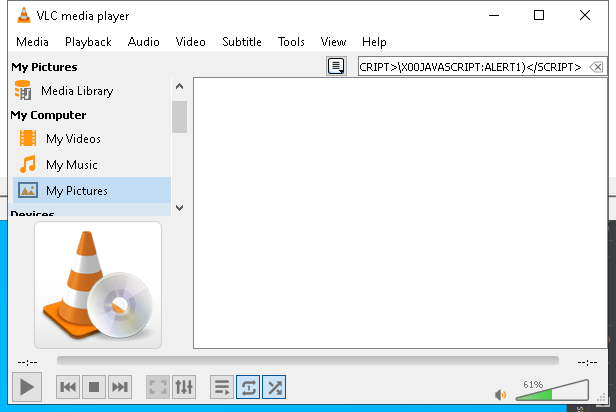 VLC media player
Media Playback Audio Video Subtitle Tools View Help
My Pictures
CRIPT>\X00JAVASCRIPT:ALERT1)</SCRIPT>
Media Library
My Computer
My Videos
My Music
My Pictures
Devices
--:--
--:--
61%